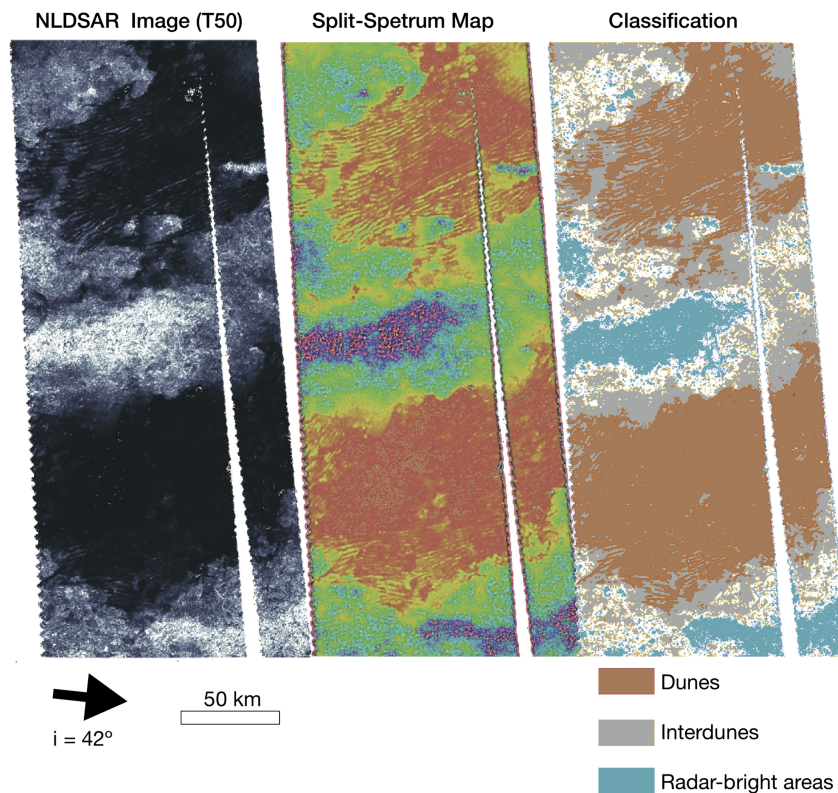 NLDSAR Image (T50)
Split-Spetrum Map
Classification
50 km
i = 42º
Dunes
Interdunes
Radar-bright areas